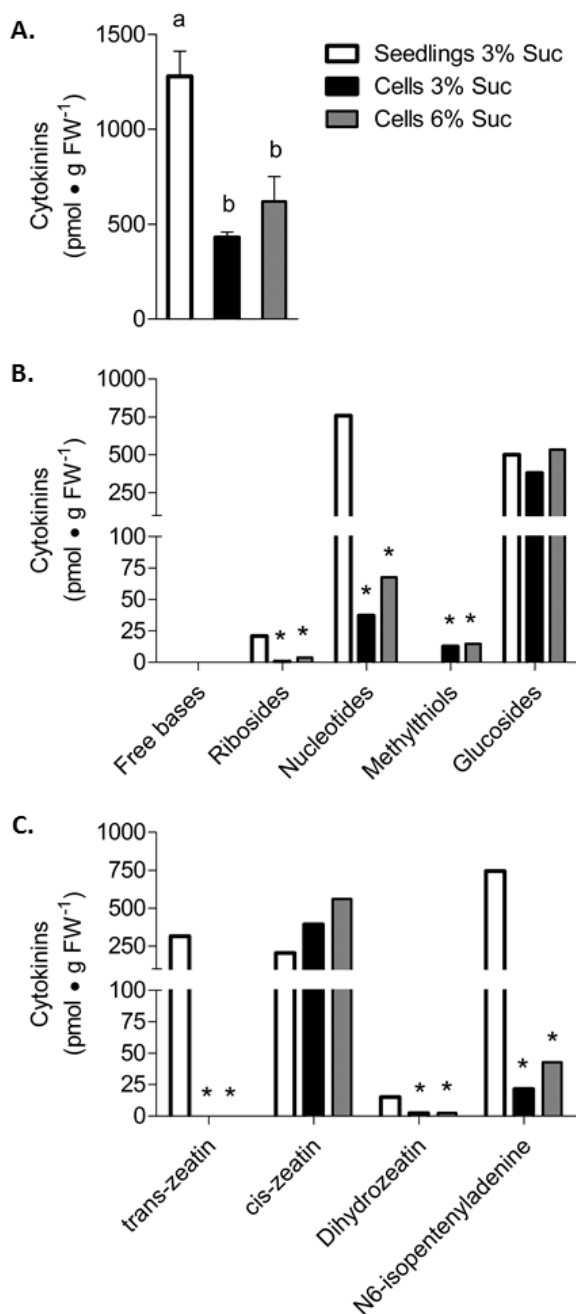 A.
a
b
b
1500
1000
500
0
Cytokinins
(pmol • g FW⁻¹)
Seedlings 3% Suc
Cells 3% Suc
Cells 6% Suc
B.
1000
750
500
250
100
75
50
25
0
Cytokinins
(pmol • g FW⁻¹)
* *
* *
* *
Free bases
Ribosides
Nucleotides
Methylthiols
Glucosides
C.
1000
750
500
250
100
75
50
25
0
Cytokinins
(pmol • g FW⁻¹)
* *
* *
* *
trans-zeatin
cis-zeatin
Dihydrozeatin
N6-isopentenyladenine